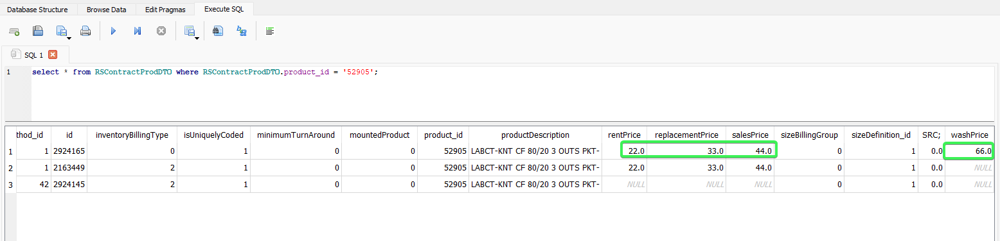 Database Structure Browse Data Edit Pragmas Execute SQL
SQL 1
1 select * from RSContractProdDTO where RSContractProdDTO.product_id = '52905';
thod_id id inventoryBillingType isUniquelyCoded minimumTurnAround mountedProduct product_id productDescription rentPrice replacementPrice salesPrice sizeBillingGroup sizeDefinition_id SRC; washPrice
1 1 2924165 0 1 0 0 52905 LABCT-KNT CF 80/20 3 OUTS PKT- 22.0 33.0 44.0 0 1 0.0 66.0
2 1 2163449 2 1 0 0 52905 LABCT-KNT CF 80/20 3 OUTS PKT- 22.0 33.0 44.0 0 1 0.0 NULL
3 42 2924145 2 1 0 0 52905 LABCT-KNT CF 80/20 3 OUTS PKT- NULL NULL NULL 0 1 0.0 NULL